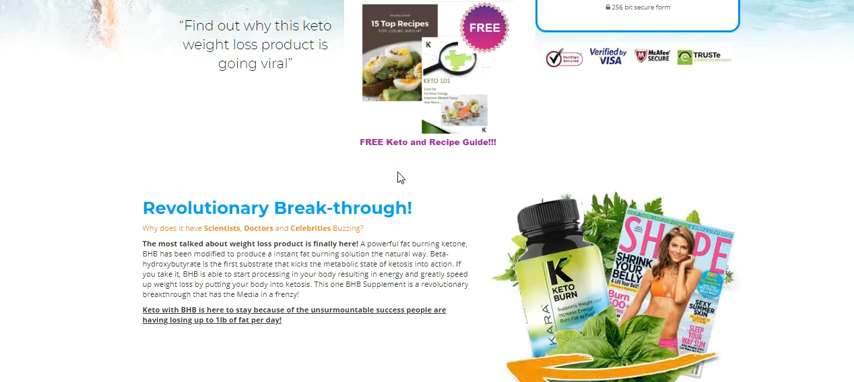 256 bit secure form
“Find out why this keto
weight loss product is
going viral”
15 Top Recipes
FREE
K
KETO 101
K
FREE Keto and Recipe Guide!!!
Verified by
VISA
McAfee
SECURE
TRUSTe
Revolutionary Break-through!
Why does it have Scientists, Doctors and Celebrities Buzzing?
The most talked about weight loss product is finally here! A powerful fat burning ketone,
BHB has been modified to produce a instant fat burning solution the natural way. Beta-
hydroxybutyrate is the first substrate that kicks the metabolic state of ketosis into action. If
you take it, BHB is able to start processing in your body resulting in energy and greatly speed
up weight loss by putting your body into ketosis. This one BHB Supplement is a revolutionary
breakthrough that has the Media in a frenzy!
Keto with BHB is here to stay because of the unsurmountable success people are
having losing up to 1lb of fat per day!
K
KETO
BURN
KARA
SHAPE
SHRINK
YOUR
BELLY
Burn
SEXY
SUMMER
SKIN
SLEEP
YOUR
WAY SLIM